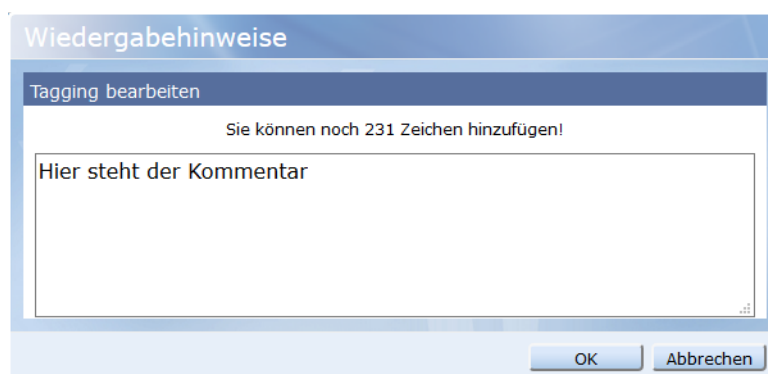 Wiedergabehinweise
Tagging bearbeiten
Sie können noch 231 Zeichen hinzufügen!
Hier steht der Kommentar
OK Abbrechen